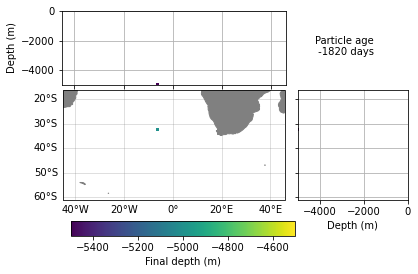 0
−2000
−4000
Depth (m)
Particle age
-1820 days
20°S
30°S
40°S
50°S
60°S
40°W 20°W 0° 20°E 40°E
−4000 −2000 0
Depth (m)
−5400 −5200 −5000 −4800 −4600
Final depth (m)